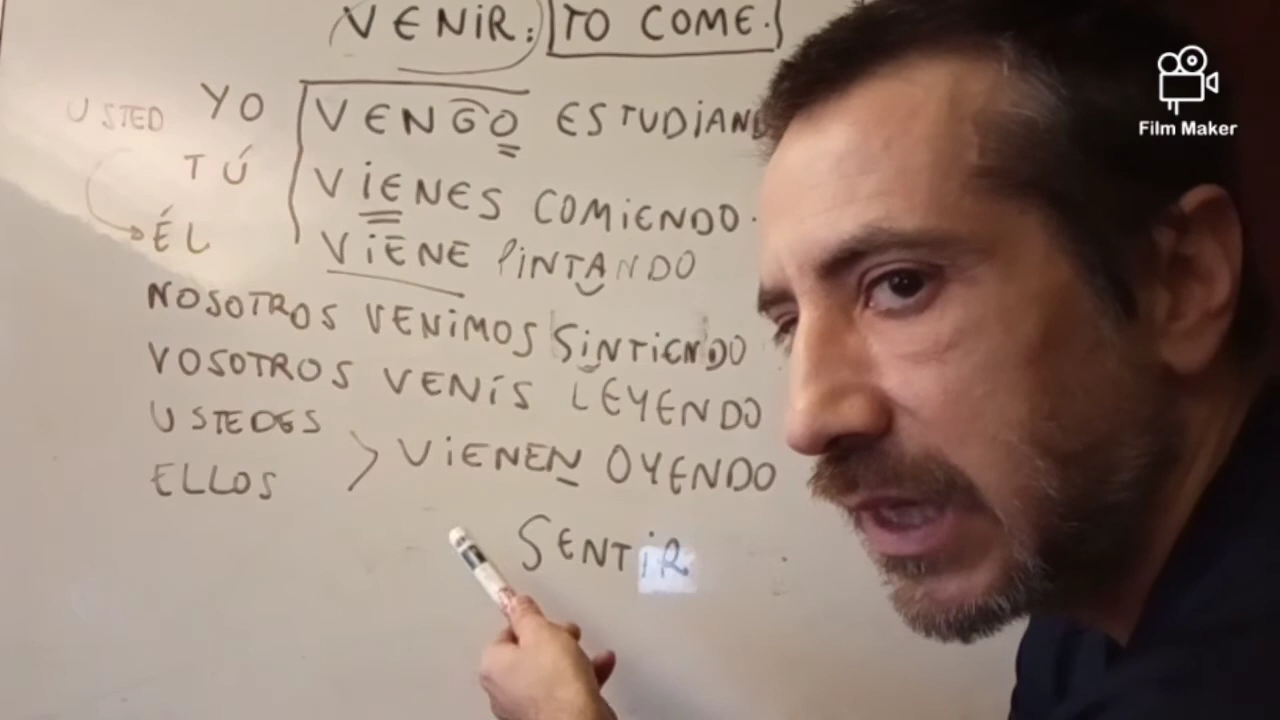 VENIR: TO COME.
USTED YO VENGO ESTUDIAND
TÚ VIENES COMIENDO.
ÉL VIENE PINTANDO
NOSOTROS VENIMOS SINTIENDO
VOSOTROS VENÍS LEYENDO
USTEDES
ELLOS > VIENEN OYENDO
SENTIR
Film Maker